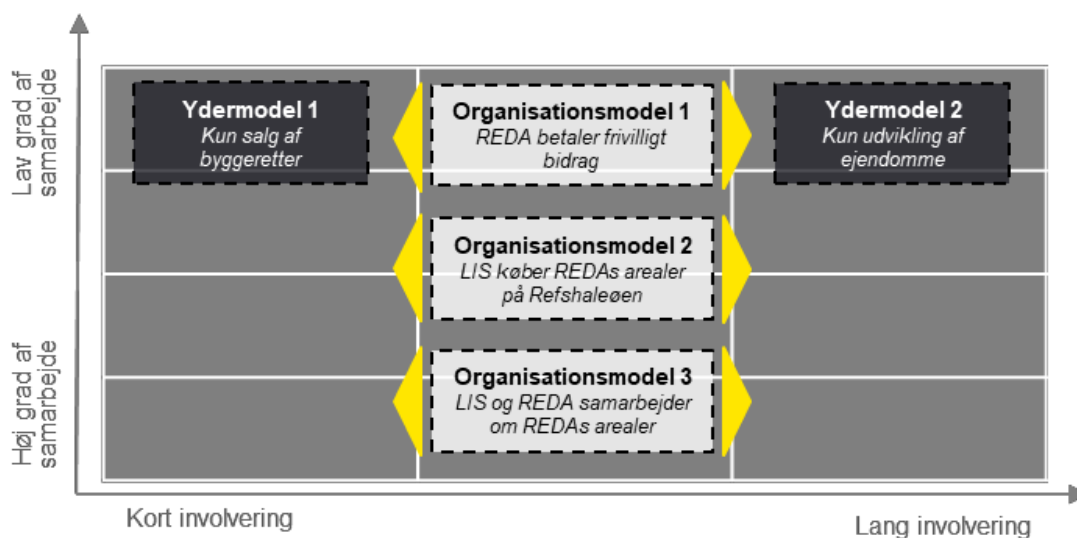 Lav grad af
samarbejde
Ydermodel 1
Kun salg af
byggeretter
Organisationsmodel 1
REDA betaler frivilligt
bidrag
Ydermodel 2
Kun udvikling af
ejendomme
Organisationsmodel 2
LIS køber REDAs arealer
på Refshaleøen
Høj grad af
samarbejde
Organisationsmodel 3
LIS og REDA samarbejder
om REDAs arealer
Kort involvering
Lang involvering